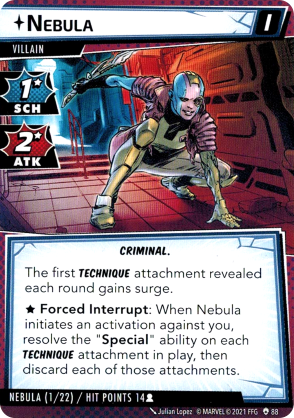 NEBULA
I
VILLAIN
1★
SCH
2★
ATK
CRIMINAL.
The first TECHNIQUE attachment revealed
each round gains surge.
★ Forced Interrupt: When Nebula
initiates an activation against you,
resolve the "Special" ability on each
TECHNIQUE attachment in play, then
discard each of those attachments.
NEBULA (1/22) / HIT POINTS 14
Julian Lopez © MARVEL © 2021 FFG 88